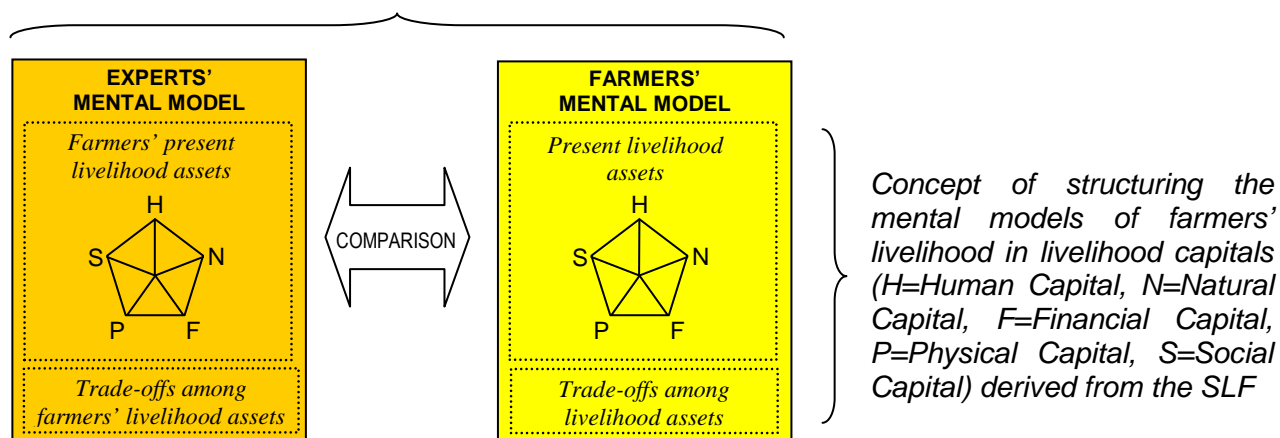 EXPERTS’
MENTAL MODEL
Farmers’ present
livelihood assets
H
S
N
P
F
Trade-offs among
farmers’ livelihood assets
COMPARISON
FARMERS’
MENTAL MODEL
Present livelihood
assets
H
S
N
P
F
Trade-offs among
livelihood assets
Concept of structuring the
mental models of farmers’
livelihood in livelihood capitals
(H=Human Capital, N=Natural
Capital, F=Financial Capital,
P=Physical Capital, S=Social
Capital) derived from the SLF